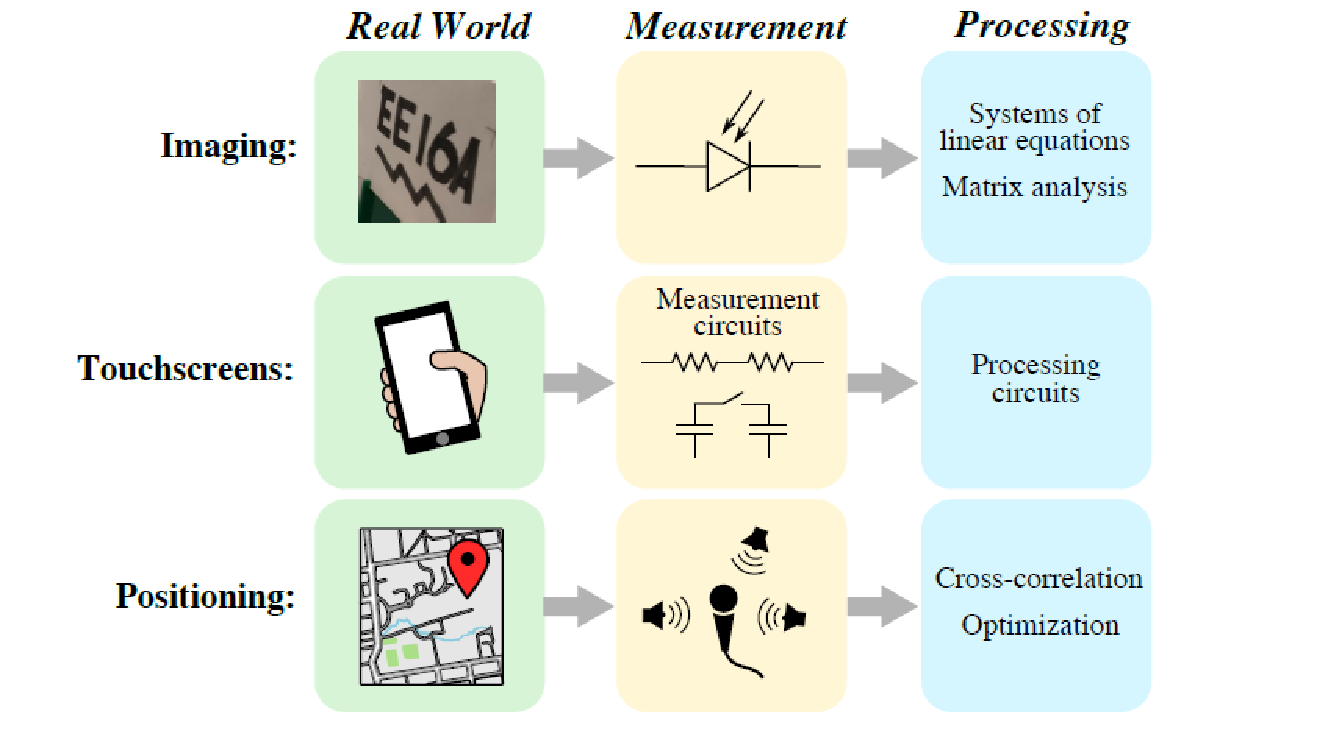 Real World
Measurement
Processing
Imaging:
EE16A
Systems of
linear equations
Matrix analysis
Touchscreens:
Measurement
circuits
Processing
circuits
Positioning:
Cross-correlation
Optimization